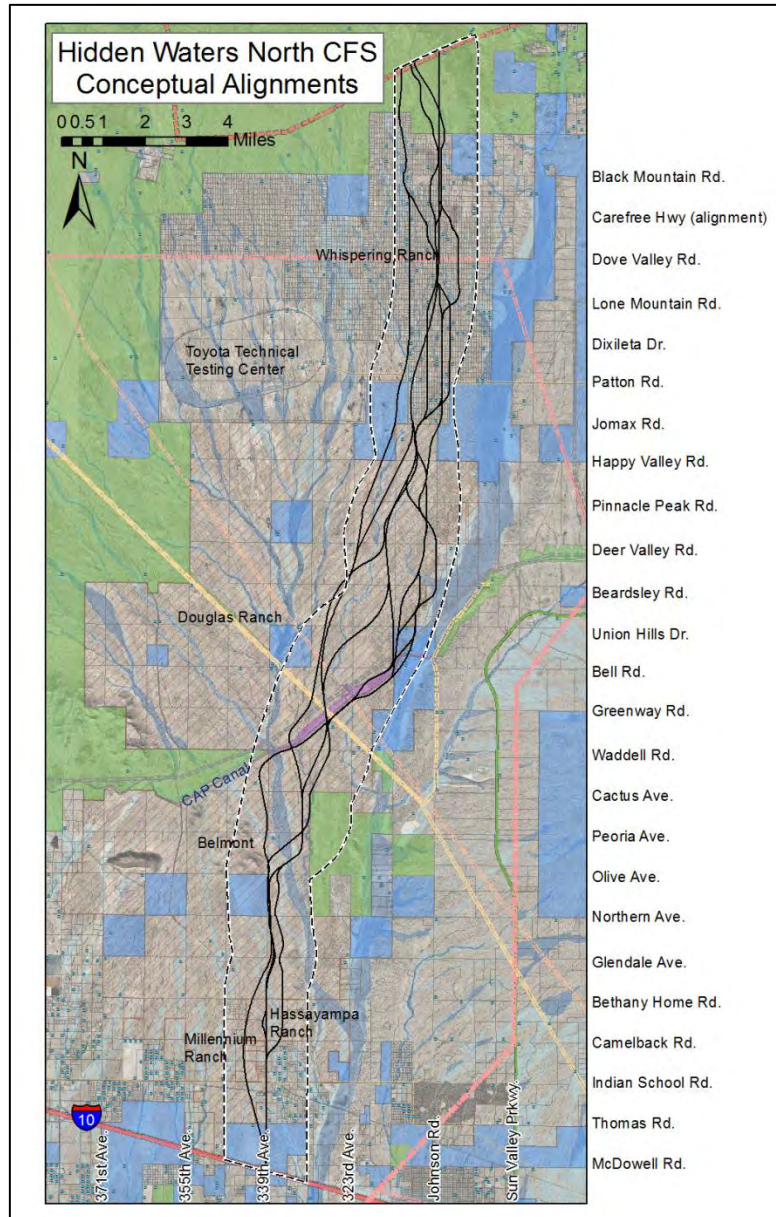 Hidden Waters North CFS
Conceptual Alignments
0 0.5 1 2 3 4
Miles
N
Black Mountain Rd.
Carefree Hwy (alignment)
Whispering Ranch
Dove Valley Rd.
Lone Mountain Rd.
Dixileta Dr.
Toyota Technical
Testing Center
Patton Rd.
Jomax Rd.
Happy Valley Rd.
Pinnacle Peak Rd.
Deer Valley Rd.
Beardsley Rd.
Douglas Ranch
Union Hills Dr.
Bell Rd.
Greenway Rd.
Waddell Rd.
CAP Canal
Cactus Ave.
Belmont
Peoria Ave.
Olive Ave.
Northern Ave.
Glendale Ave.
Bethany Home Rd.
Hassayampa
Ranch
Millennium
Ranch
Camelback Rd.
Indian School Rd.
10
Thomas Rd.
McDowell Rd.
371st Ave.
355th Ave.
339th Ave.
323rd Ave.
Johnson Rd.
Sun Valley Prkwy